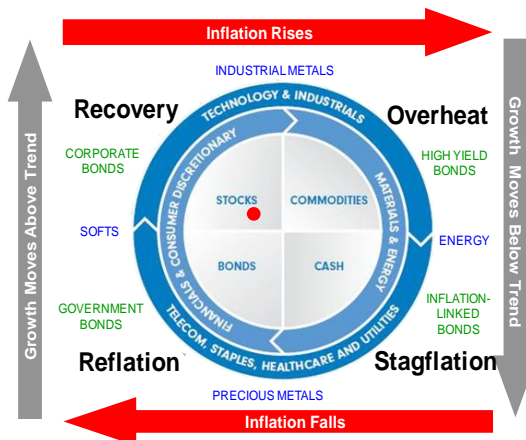 Inflation Rises
INDUSTRIAL METALS
Recovery
TECHNOLOGY & INDUSTRIALS
Overheat
CORPORATE
BONDS
HIGH YIELD
BONDS
Growth Moves Above Trend
Growth Moves Below Trend
FINANCIALS & CONSUMER DISCRETIONARY
MATERIALS & ENERGY
STOCKS
COMMODITIES
SOFTS
ENERGY
BONDS
CASH
GOVERNMENT
BONDS
INFLATION-
LINKED
BONDS
TELECOM, STAPLES, HEALTHCARE AND UTILITIES
Reflation
Stagflation
PRECIOUS METALS
Inflation Falls